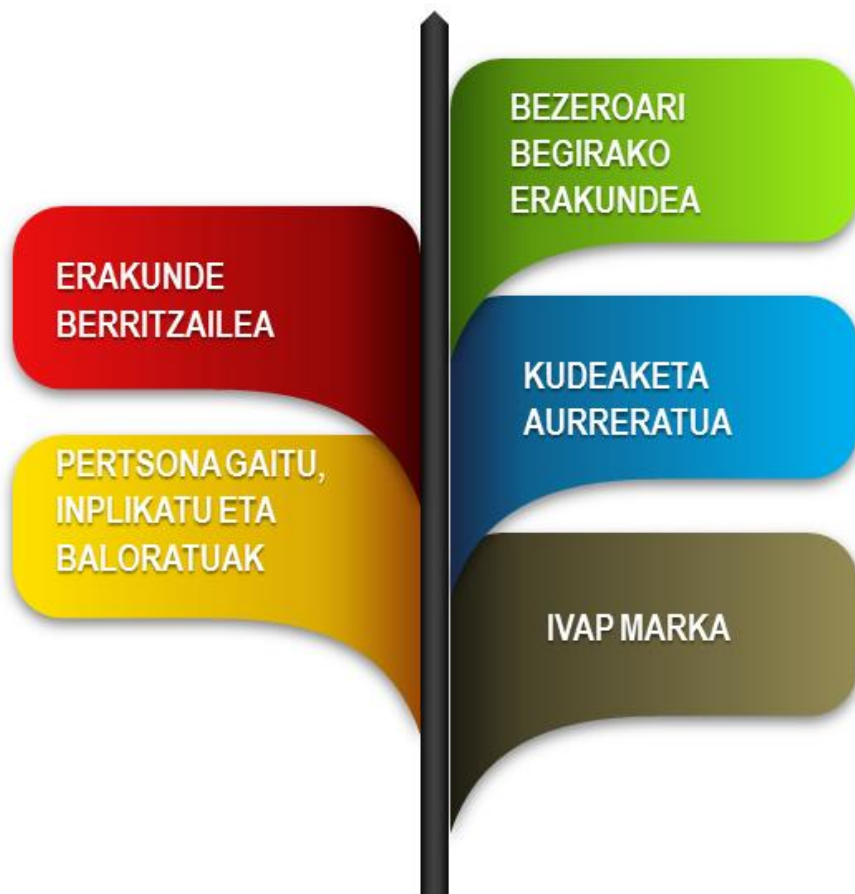 BEZEROARI
BEGIRAKO
ERAKUNDEA
ERAKUNDE
BERRITZAILEA
KUDEAKETA
AURRERATUA
PERTSONA GAITU,
INPLIKATU ETA
BALORATUAK
IVAP MARKA